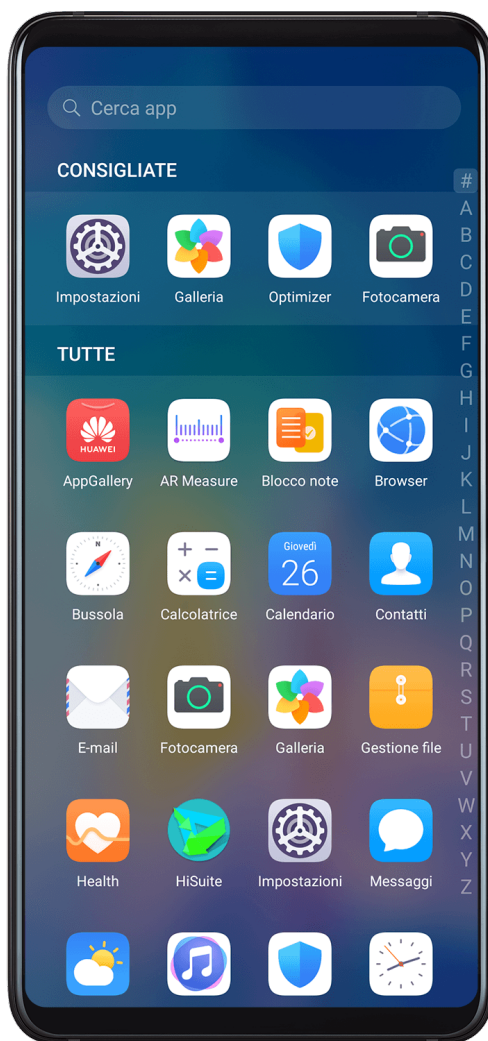 Cerca app
CONSIGLIATE
Impostazioni Galleria Optimizer Fotocamera
TUTTE
HUAWEI
AppGallery AR Measure Blocco note Browser
N
Giovedì
26
Bussola Calcolatrice Calendario Contatti
E-mail Fotocamera Galleria Gestione file
Health HiSuite Impostazioni Messaggi
#
A
B
C
D
E
F
G
H
I
J
K
L
M
N
O
P
Q
R
S
T
U
V
W
X
Y
Z